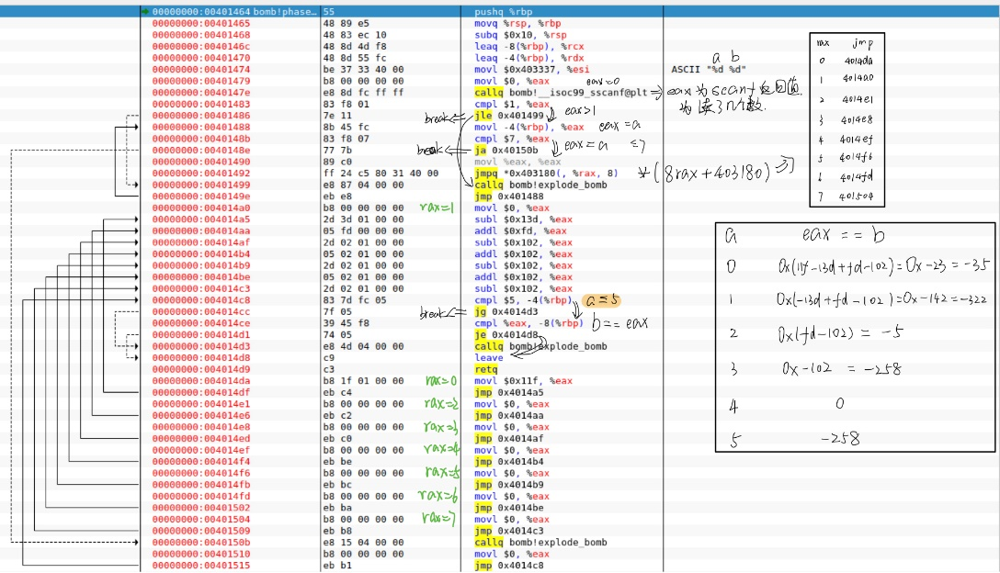 00000000:00401464 bomb!phase… 55 pushq %rbp
00000000:00401465 48 89 e5 movq %rsp, %rbp
00000000:00401468 48 83 ec 10 subq $0x10, %rsp
00000000:0040146c 48 8d 4d f8 leaq -8(%rbp), %rcx
00000000:00401470 48 8d 55 fc leaq -4(%rbp), %rdx
a b
00000000:00401474 be 37 33 40 00 movl $0x403337, %esi ASCII "%d %d"
00000000:00401479 b8 00 00 00 00 movl $0, %eax eax=0
00000000:0040147e e8 8d fc ff ff callq bomb!__isoc99_sscanf@plt ⇒ eax为scanf返回值.
为读入个数.
00000000:00401483 83 f8 01 cmpl $1, %eax
00000000:00401486 7e 11 break jle 0x401499 eax>1
00000000:00401488 8b 45 fc movl -4(%rbp), %eax eax=a
00000000:0040148b 83 f8 07 cmpl $7, %eax
00000000:0040148e 77 7b break ja 0x40150b eax=a ≤7
00000000:00401490 89 c0 movl %eax, %eax
00000000:00401492 ff 24 c5 80 31 40 00 jmpq *0x403180(, %rax, 8) *(8rax+403180)
00000000:00401499 e8 87 04 00 00 callq bomb!explode_bomb
00000000:0040149e eb e8 jmp 0x401488
00000000:004014a0 b8 00 00 00 00 rax=1 movl $0, %eax
00000000:004014a5 2d 3d 01 00 00 subl $0x13d, %eax
00000000:004014aa 05 fd 00 00 00 addl $0xfd, %eax
00000000:004014af 2d 02 01 00 00 subl $0x102, %eax
00000000:004014b4 05 02 01 00 00 addl $0x102, %eax
00000000:004014b9 2d 02 01 00 00 subl $0x102, %eax
00000000:004014be 05 02 01 00 00 addl $0x102, %eax
00000000:004014c3 2d 02 01 00 00 subl $0x102, %eax
00000000:004014c8 83 7d fc 05 cmpl $5, -4(%rbp) a≤5
00000000:004014cc 7f 05 break jg 0x4014d3
00000000:004014ce 39 45 f8 cmpl %eax, -8(%rbp) b==eax
00000000:004014d1 74 05 je 0x4014d8
00000000:004014d3 e8 4d 04 00 00 callq bomb!explode_bomb
00000000:004014d8 c9 leave
00000000:004014d9 c3 retq
00000000:004014da b8 1f 01 00 00 rax=0 movl $0x11f, %eax
00000000:004014df eb c4 jmp 0x4014a5
00000000:004014e1 b8 00 00 00 00 rax=2 movl $0, %eax
00000000:004014e6 eb c2 jmp 0x4014aa
00000000:004014e8 b8 00 00 00 00 rax=3 movl $0, %eax
00000000:004014ed eb c0 jmp 0x4014af
00000000:004014ef b8 00 00 00 00 rax=4 movl $0, %eax
00000000:004014f4 eb be jmp 0x4014b4
00000000:004014f6 b8 00 00 00 00 rax=5 movl $0, %eax
00000000:004014fb eb bc jmp 0x4014b9
00000000:004014fd b8 00 00 00 00 rax=6 movl $0, %eax
00000000:00401502 eb ba jmp 0x4014be
00000000:00401504 b8 00 00 00 00 rax=7 movl $0, %eax
00000000:00401509 eb b8 jmp 0x4014c3
00000000:0040150b e8 15 04 00 00 callq bomb!explode_bomb
00000000:00401510 b8 00 00 00 00 movl $0, %eax
00000000:00401515 eb b1 jmp 0x4014c8
rax jmp
0 4014da
1 4014a0
2 4014e1
3 4014e8
4 4014ef
5 4014f6
6 4014fd
7 401504
a eax == b
0 0x(11f-13d+fd-102)=0x-23=-35
1 0x(-13d+fd-102)=0x-142=-322
2 0x(fd-102) = -5
3 0x-102 = -258
4 0
5 -258